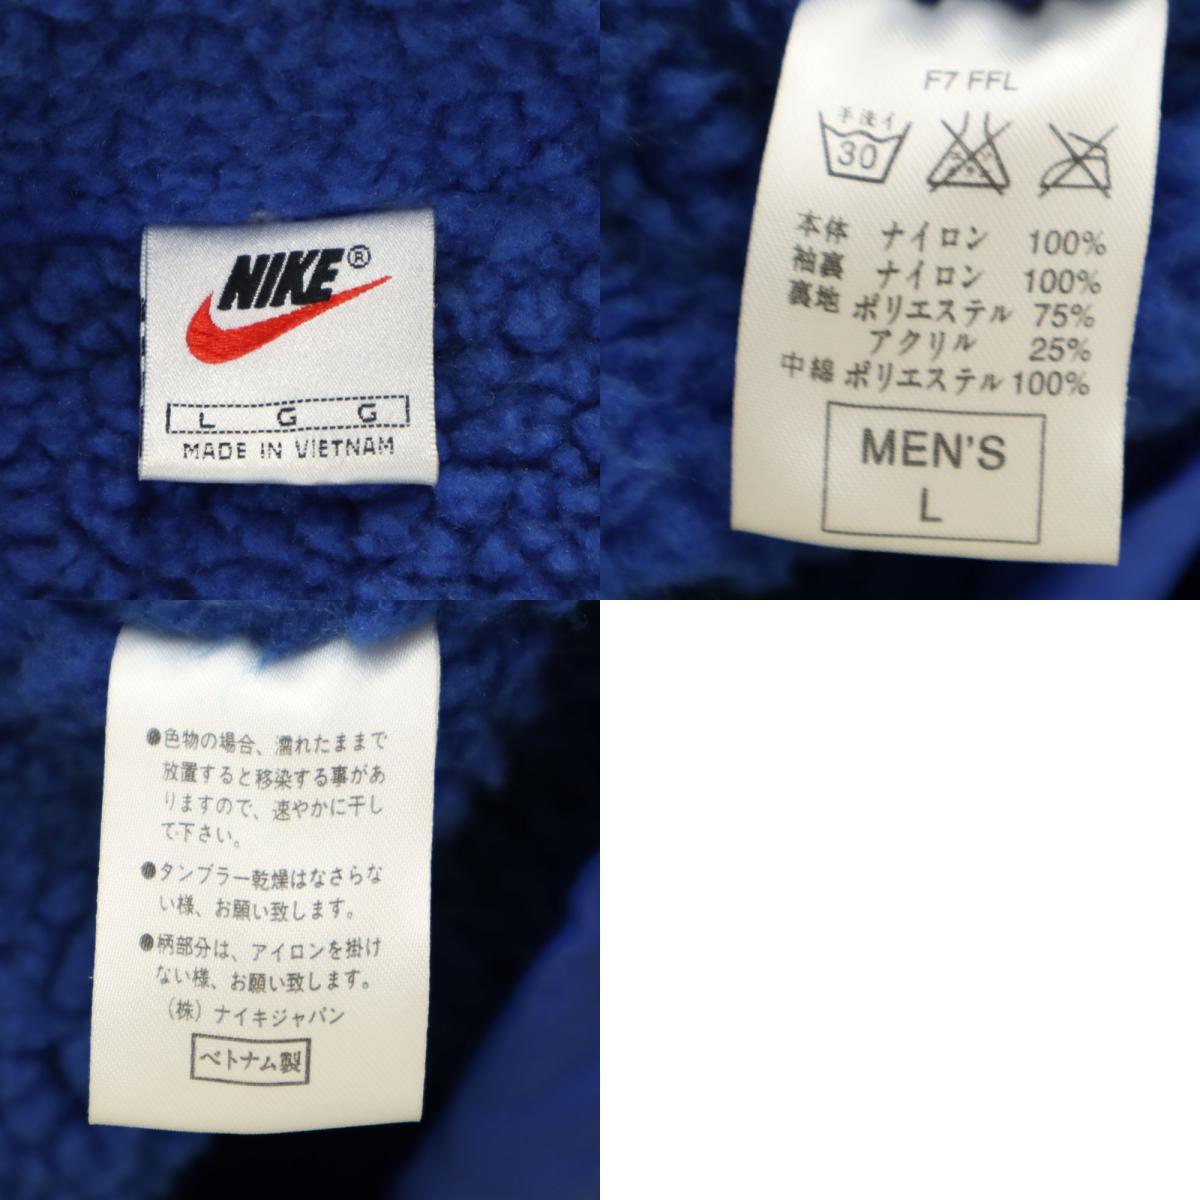 NIKE®
L G G
MADE IN VIETNAM
F7 FFL
手洗イ
30
本体 ナイロン 100%
袖裏 ナイロン 100%
裏地 ポリエステル 75%
アクリル 25%
中綿 ポリエステル 100%
MEN'S
L
●色物の場合、濡れたままで
放置すると移染する事があ
りますので、速やかに干し
て下さい。
●タンブラー乾燥はなさらな
い様、お願い致します。
●柄部分は、アイロンを掛け
ない様、お願い致します。
(株) ナイキジャパン
ベトナム製